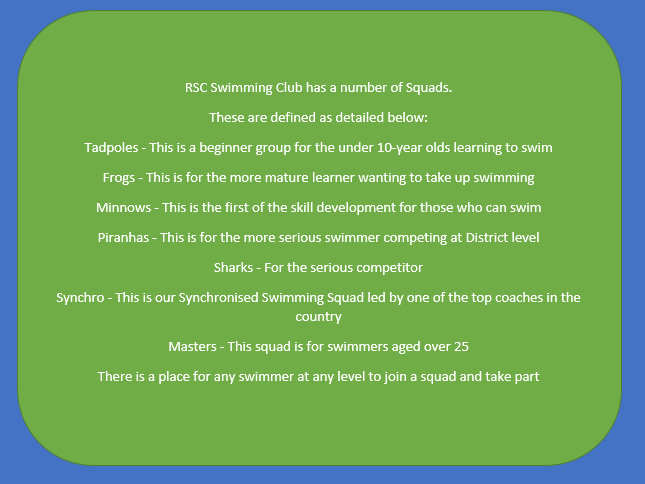 RSC Swimming Club has a number of Squads.
These are defined as detailed below:
Tadpoles - This is a beginner group for the under 10-year olds learning to swim
Frogs - This is for the more mature learner wanting to take up swimming
Minnows - This is the first of the skill development for those who can swim
Piranhas - This is for the more serious swimmer competing at District level
Sharks - For the serious competitor
Synchro - This is our Synchronised Swimming Squad led by one of the top coaches in the
country
Masters - This squad is for swimmers aged over 25
There is a place for any swimmer at any level to join a squad and take part